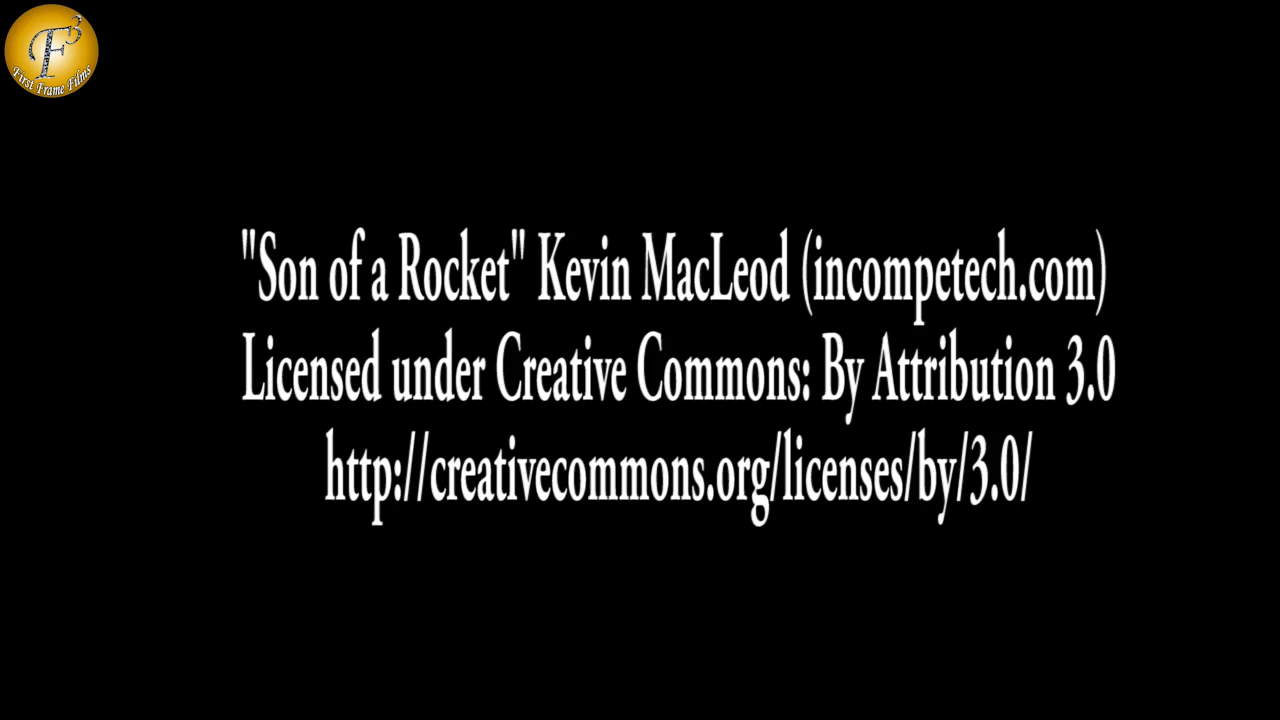 F3
First Frame Films
"Son of a Rocket" Kevin MacLeod (incompetech.com)
Licensed under Creative Commons: By Attribution 3.0
http://creativecommons.org/licenses/by/3.0/